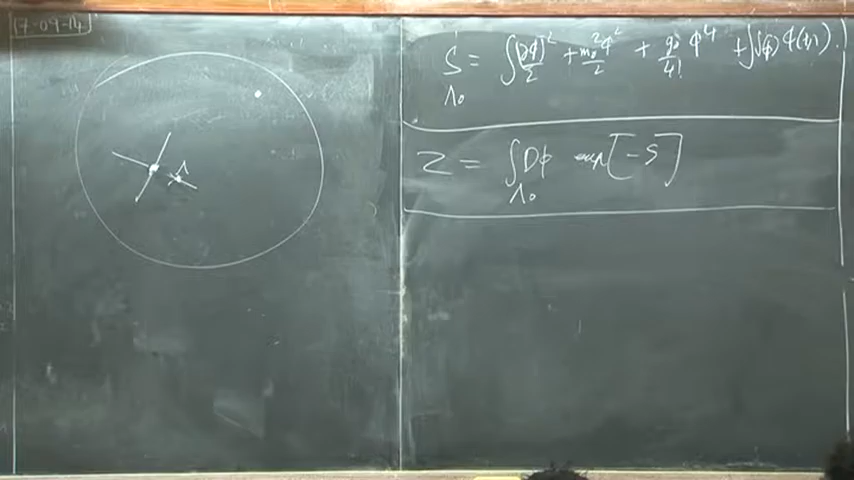 17-09-14
Λ
S = ∫ (∂φ)²/2 + m₀²φ²/2 + g₀/4! φ⁴ + ∫ J(p) φ(-p).
Λ₀
Z = ∫ Dφ exp[-S]
Λ₀